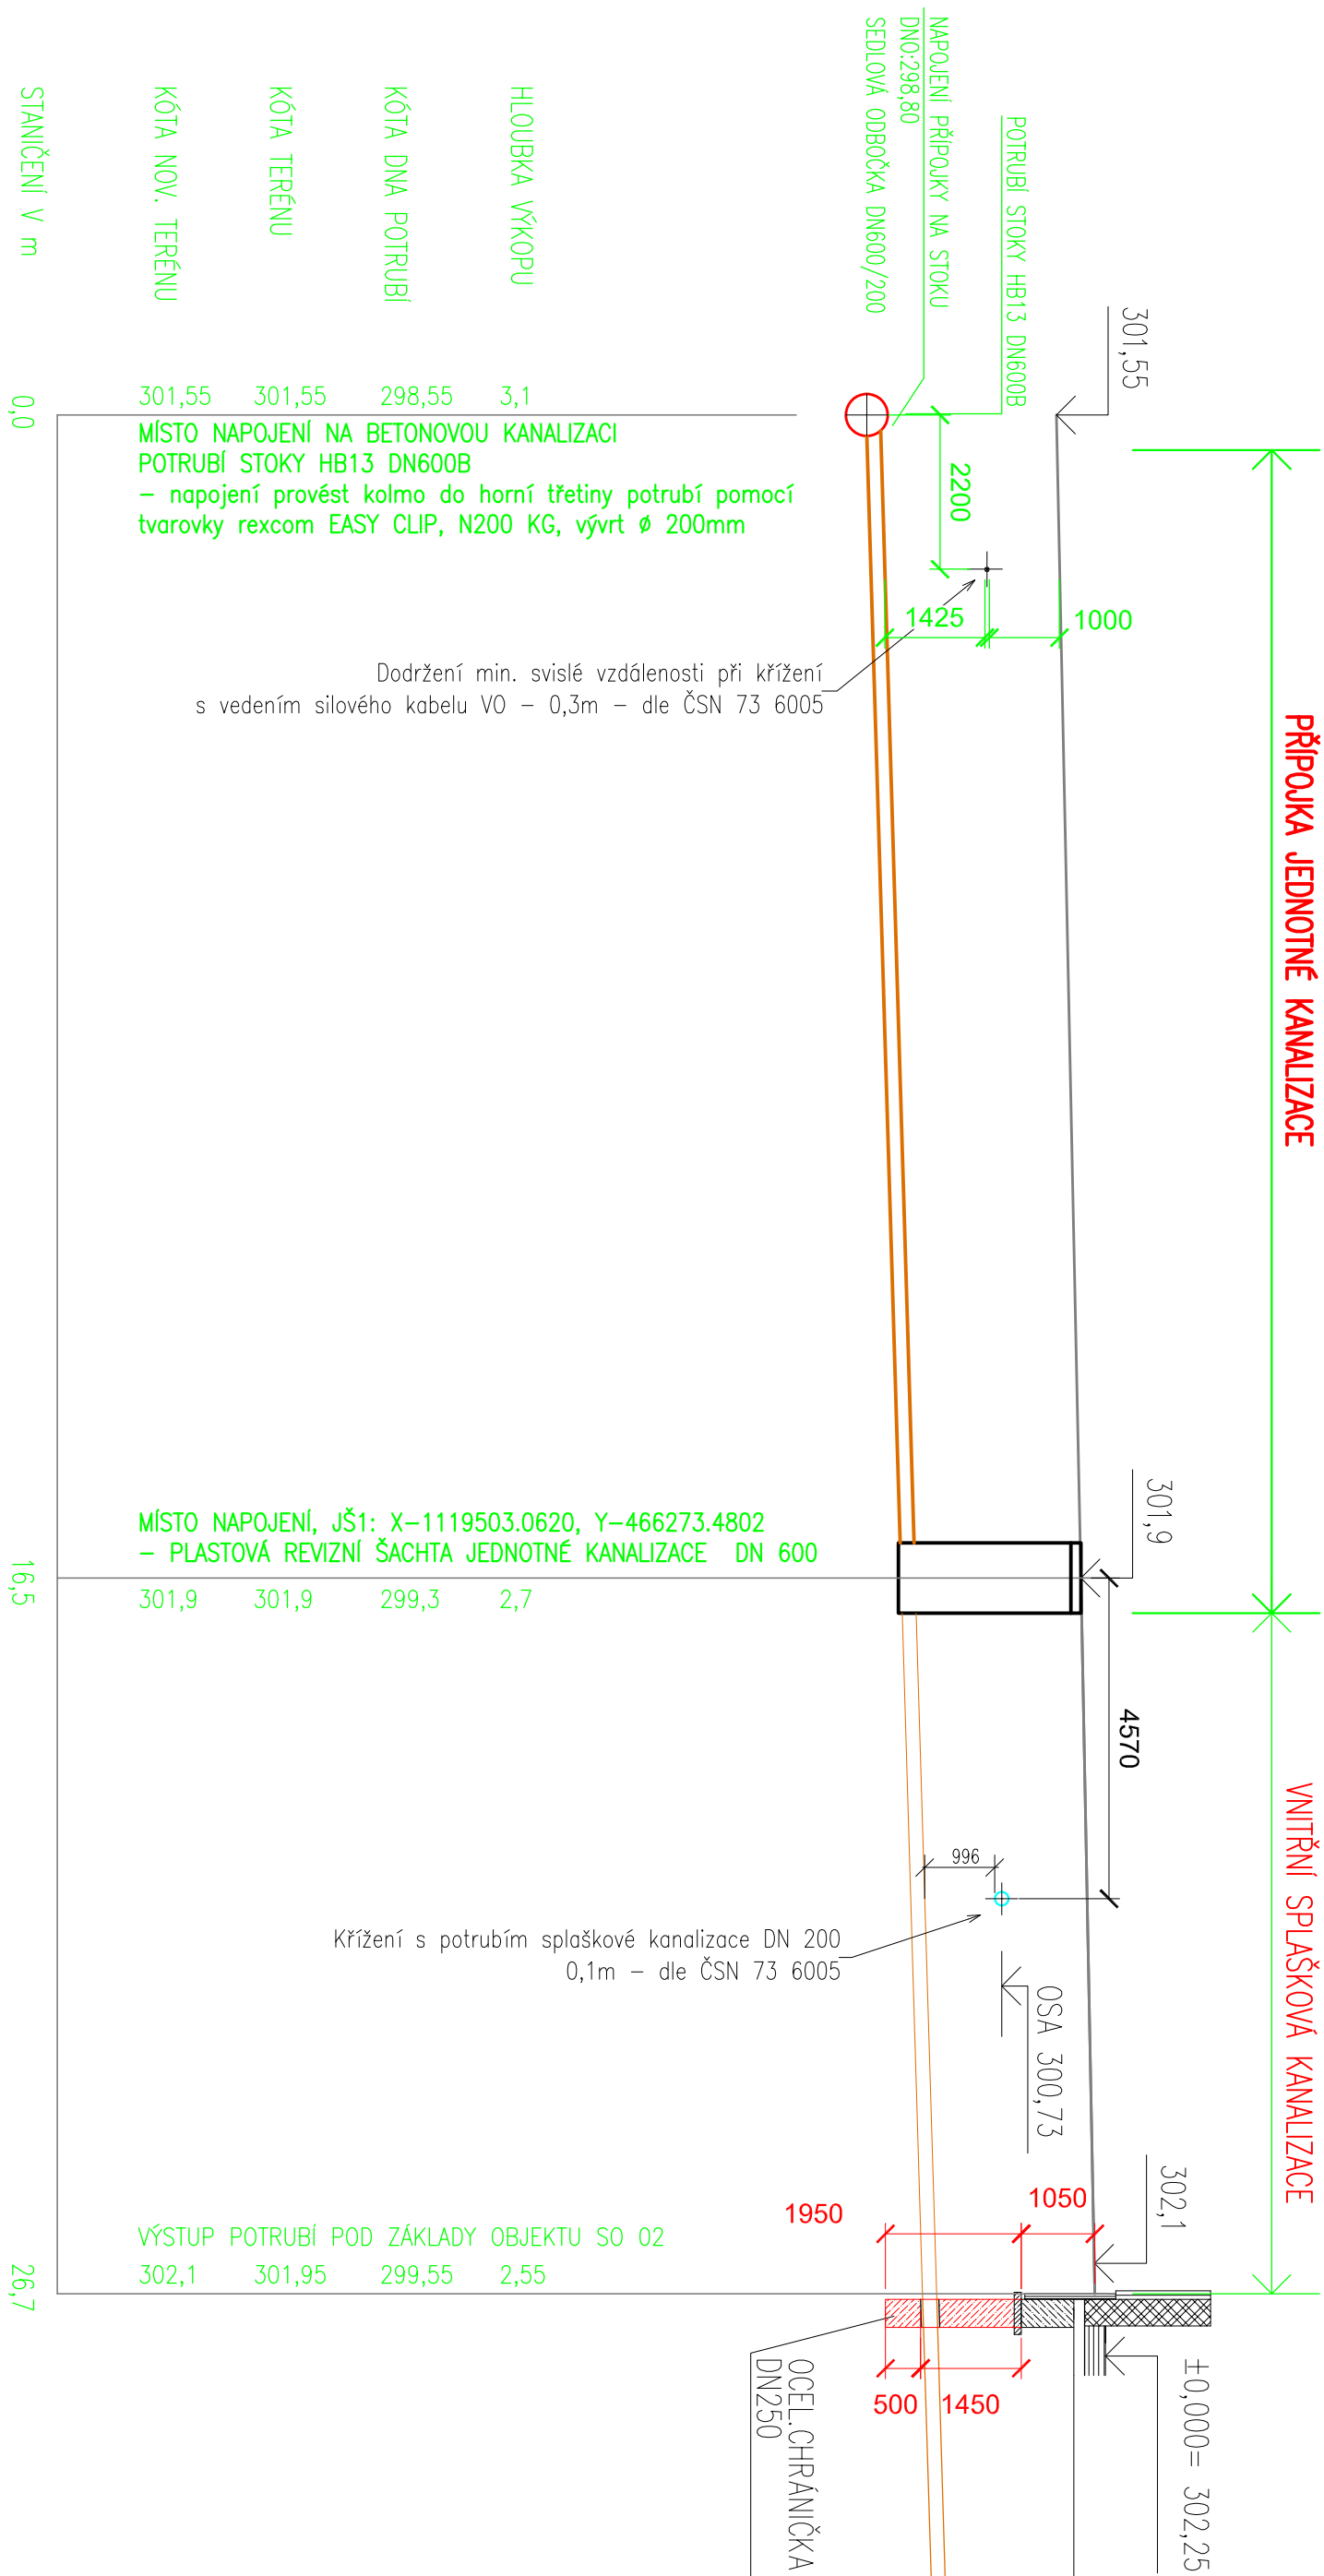 NAPOJENÍ PŘÍPOJKY NA STOKU
DNO:298,80
SEDLOVÁ ODBOČKA DN600/200
POTRUBÍ STOKY HB13 DN600B
301,55
HLOUBKA VÝKOPU
KÓTA DNA POTRUBÍ
KÓTA TERÉNU
KÓTA NOV. TERÉNU
STANIČENÍ V m
301,55 301,55 298,55 3,1
0,0
MÍSTO NAPOJENÍ NA BETONOVOU KANALIZACI
POTRUBÍ STOKY HB13 DN600B
– napojení provést kolmo do horní třetiny potrubí pomocí
tvarovky rexcom EASY CLIP, N200 KG, vývrt ø 200mm
2200
1425
1000
Dodržení min. svislé vzdálenosti při křížení
s vedením silového kabelu VO – 0,3m – dle ČSN 73 6005
PŘÍPOJKA JEDNOTNÉ KANALIZACE
301,9
MÍSTO NAPOJENÍ, JŠ1: X–1119503.0620, Y–466273.4802
– PLASTOVÁ REVIZNÍ ŠACHTA JEDNOTNÉ KANALIZACE DN 600
16,5
301,9 301,9 299,3 2,7
4570
VNITŘNÍ SPLAŠKOVÁ KANALIZACE
996
Křížení s potrubím splaškové kanalizace DN 200
0,1m – dle ČSN 73 6005
OSA 300,73
302,1
1050
1950
VÝSTUP POTRUBÍ POD ZÁKLADY OBJEKTU SO 02
302,1 301,95 299,55 2,55
26,7
500
1450
±0,000= 302,25
OCEL.CHRÁNIČKA
DN250